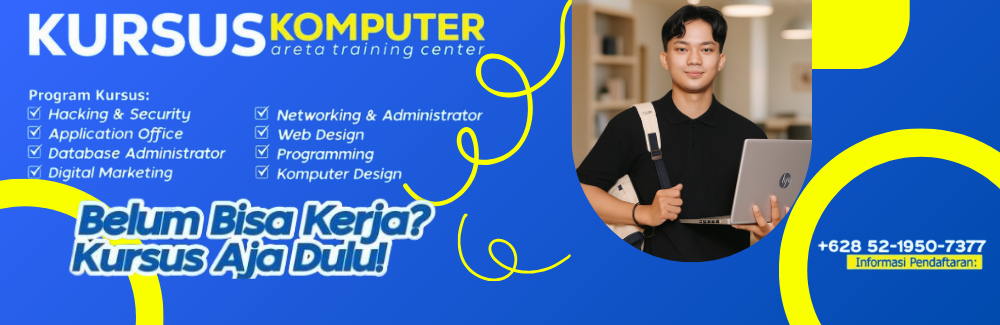 KURSUS KOMPUTER
areta training center
Program Kursus:
Hacking & Security
Application Office
Database Administrator
Digital Marketing
Networking & Administrator
Web Design
Programming
Komputer Design
Belum Bisa Kerja?
Kursus Aja Dulu!
hp
+628 52-1950-7377
Informasi Pendaftaran: